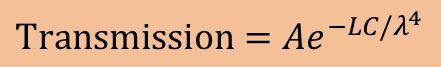 Transmission = Ae^{-LC/λ^4}